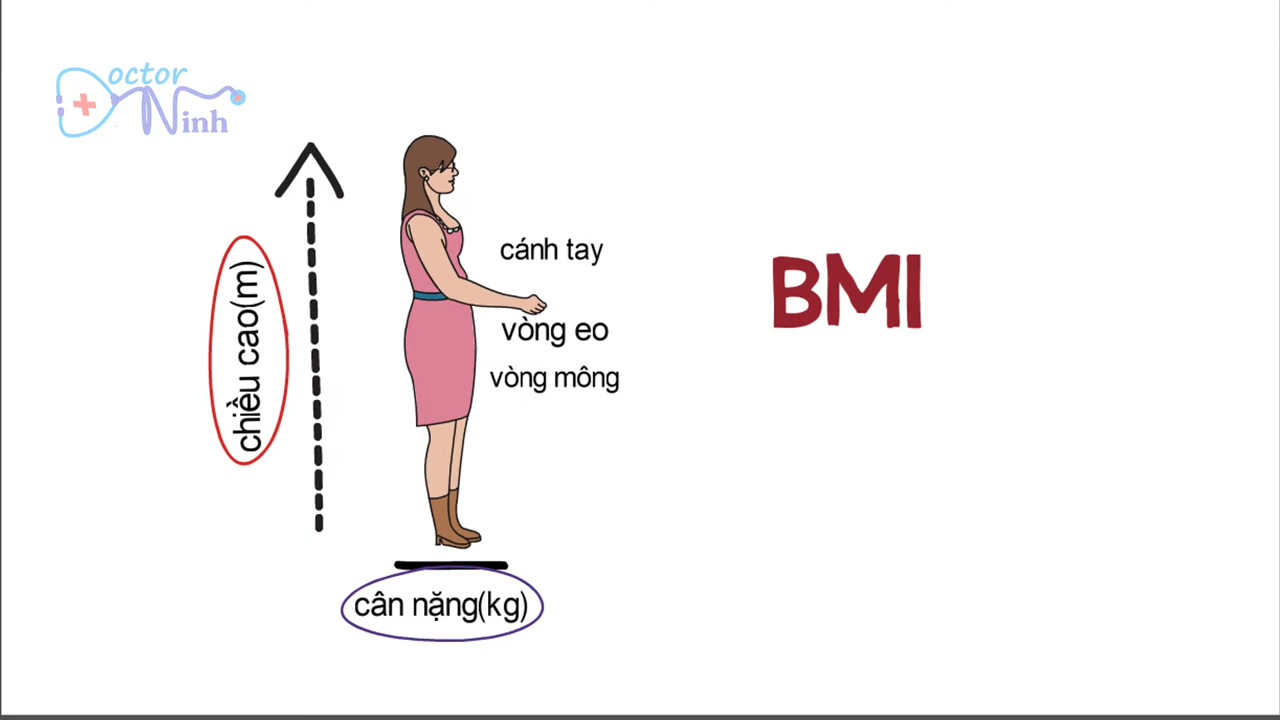 Doctor
Ninh
chiều cao(m)
cánh tay
vòng eo
vòng mông
cân nặng(kg)
BMI